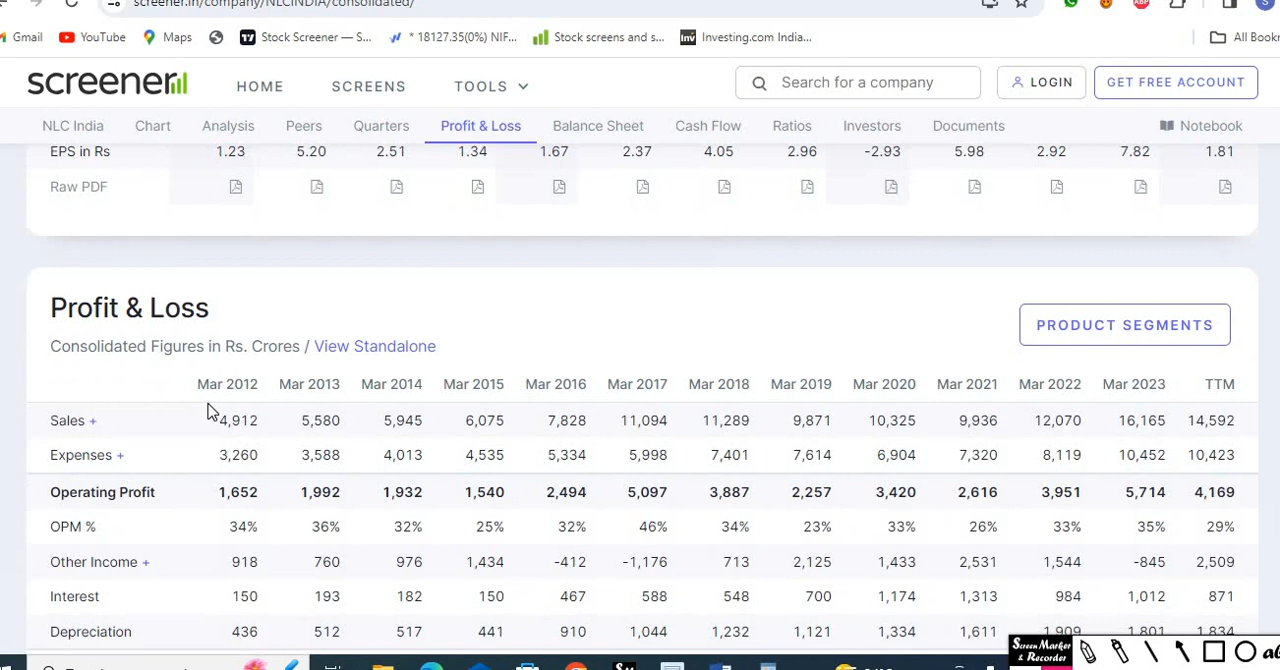 screener.in/company/NLCINDIA/consolidated/
Gmail YouTube Maps Stock Screener — S... * 18127.35(0%) NIF... Stock screens and s... Investing.com India... All Bookr
screener HOME SCREENS TOOLS Search for a company LOGIN GET FREE ACCOUNT
NLC India Chart Analysis Peers Quarters Profit & Loss Balance Sheet Cash Flow Ratios Investors Documents Notebook
EPS in Rs 1.23 5.20 2.51 1.34 1.67 2.37 4.05 2.96 -2.93 5.98 2.92 7.82 1.81
Raw PDF
Profit & Loss
PRODUCT SEGMENTS
Consolidated Figures in Rs. Crores / View Standalone
Mar 2012 Mar 2013 Mar 2014 Mar 2015 Mar 2016 Mar 2017 Mar 2018 Mar 2019 Mar 2020 Mar 2021 Mar 2022 Mar 2023 TTM
Sales + 4,912 5,580 5,945 6,075 7,828 11,094 11,289 9,871 10,325 9,936 12,070 16,165 14,592
Expenses + 3,260 3,588 4,013 4,535 5,334 5,998 7,401 7,614 6,904 7,320 8,119 10,452 10,423
Operating Profit 1,652 1,992 1,932 1,540 2,494 5,097 3,887 2,257 3,420 2,616 3,951 5,714 4,169
OPM % 34% 36% 32% 25% 32% 46% 34% 23% 33% 26% 33% 35% 29%
Other Income + 918 760 976 1,434 -412 -1,176 713 2,125 1,433 2,531 1,544 -845 2,509
Interest 150 193 182 150 467 588 548 700 1,174 1,313 984 1,012 871
Depreciation 436 512 517 441 910 1,044 1,232 1,121 1,334 1,611 1,909 1,801 1,834
Screen Marker
& Recorder